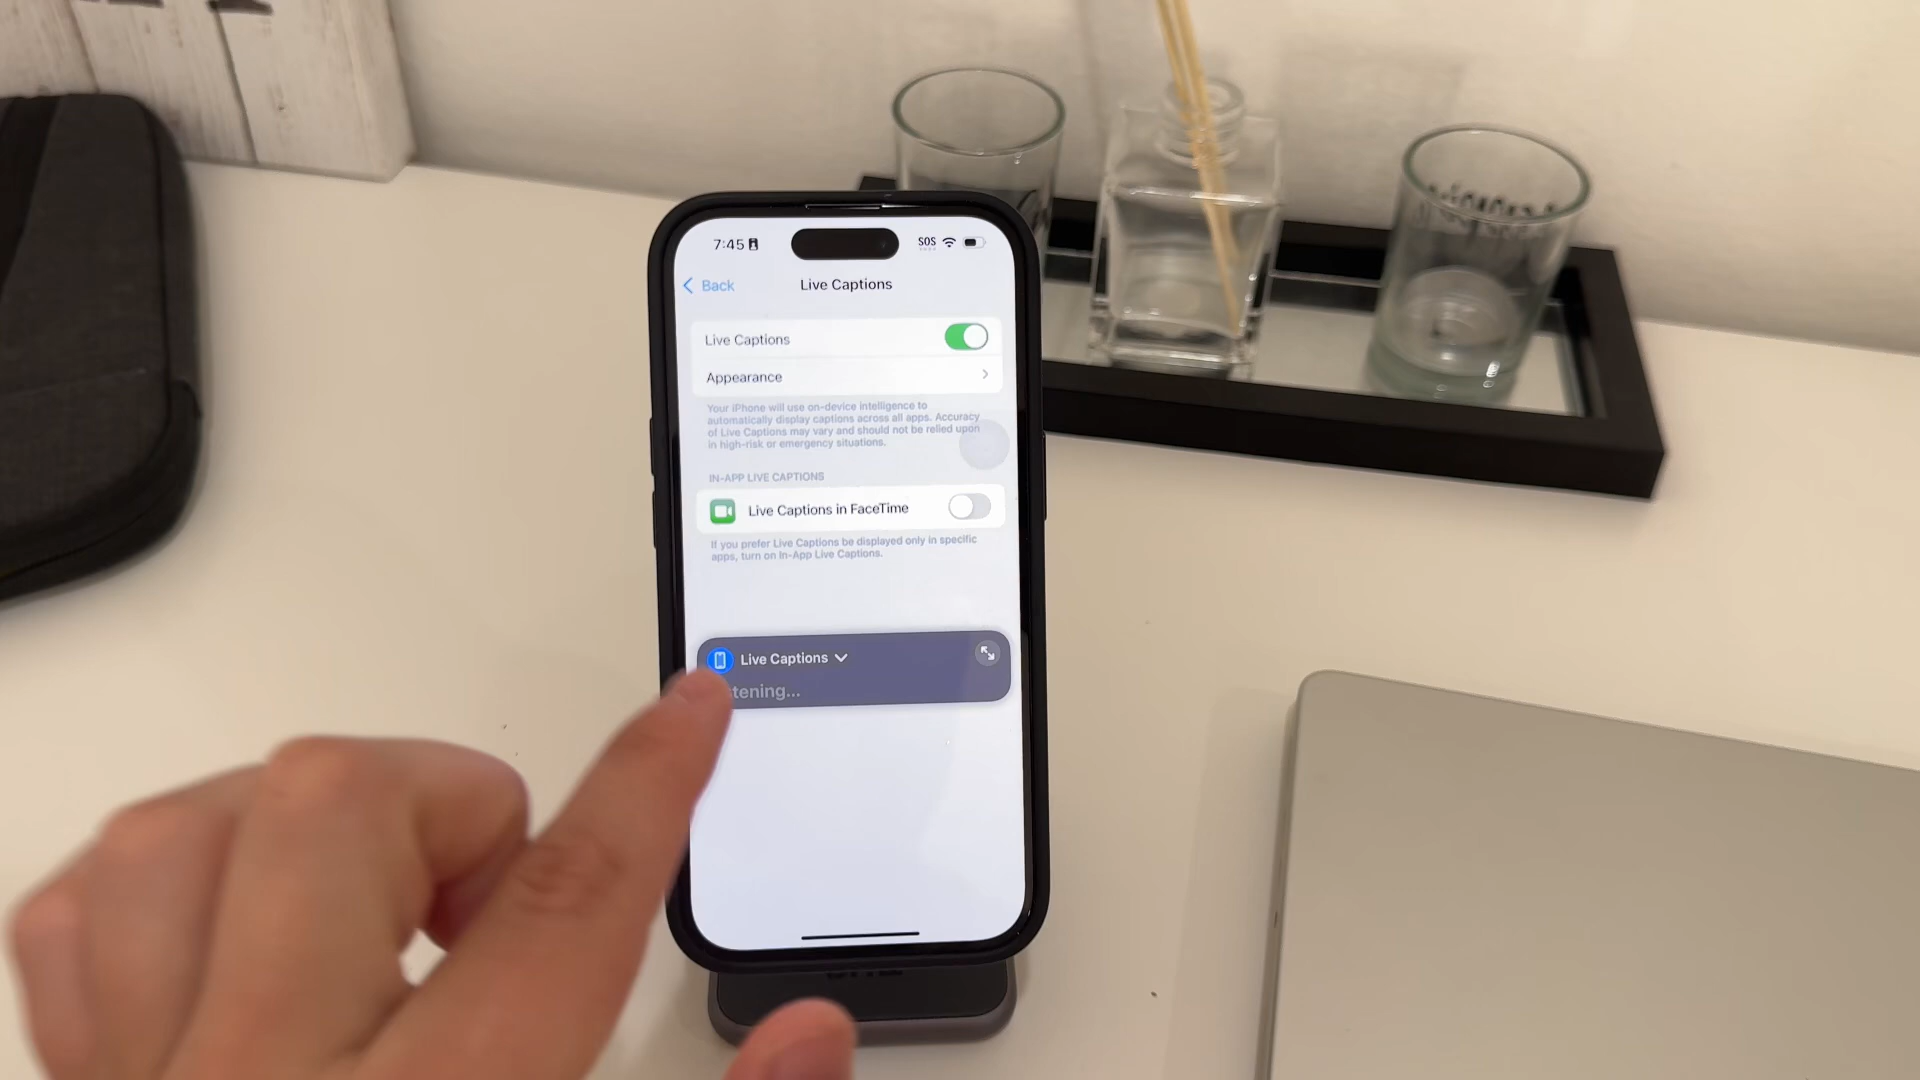 7:45
SOS
Back
Live Captions
Live Captions
Appearance
Your iPhone will use on-device intelligence to
automatically display captions across all apps. Accuracy
of Live Captions may vary and should not be relied upon
in high-risk or emergency situations.
IN-APP LIVE CAPTIONS
Live Captions in FaceTime
If you prefer Live Captions be displayed only in specific
apps, turn on In-App Live Captions.
Live Captions
stening...